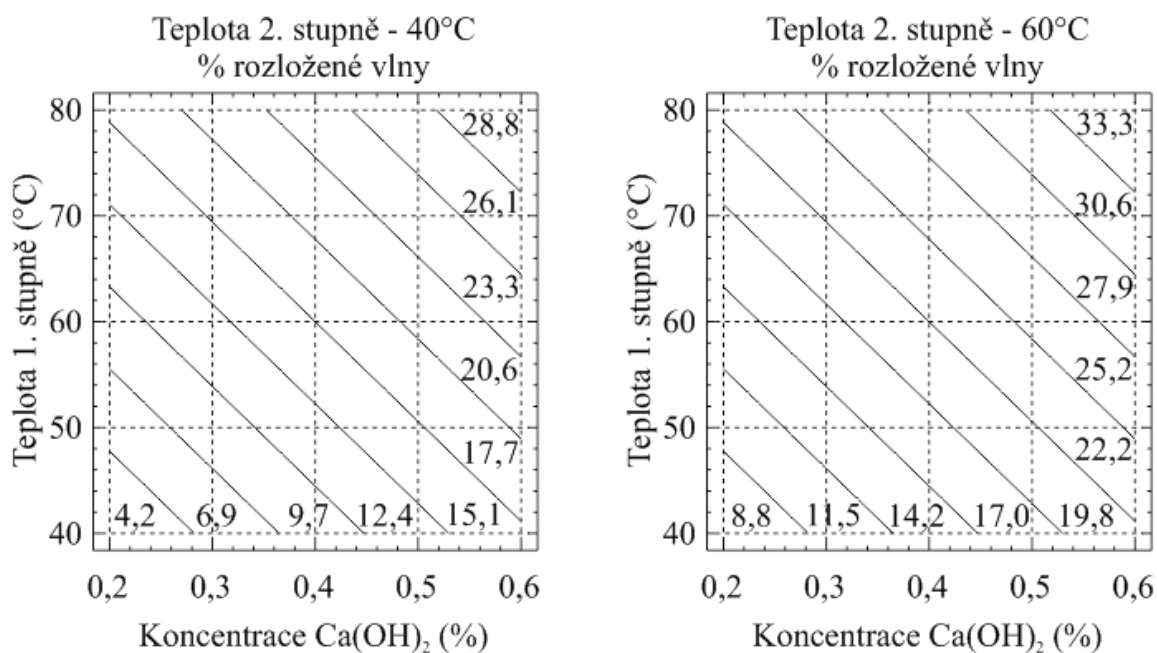 Teplota 2. stupně - 40°C
% rozložené vlny
80
70
60
50
40
Teplota 1. stupně (°C)
28,8
26,1
23,3
20,6
17,7
4,2 6,9 9,7 12,4 15,1
0,2 0,3 0,4 0,5 0,6
Koncentrace Ca(OH)₂ (%)
Teplota 2. stupně - 60°C
% rozložené vlny
80
70
60
50
40
Teplota 1. stupně (°C)
33,3
30,6
27,9
25,2
22,2
8,8 11,5 14,2 17,0 19,8
0,2 0,3 0,4 0,5 0,6
Koncentrace Ca(OH)₂ (%)